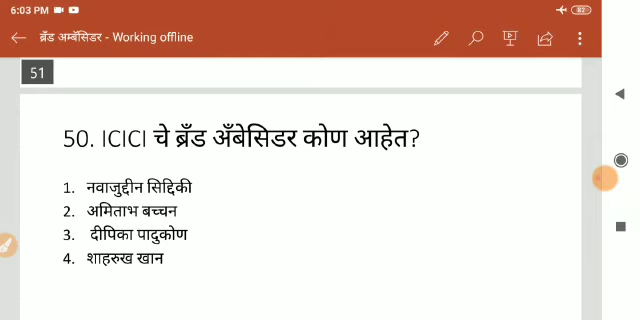 6:03 PM
82
ब्रँड अम्बॅसिडर - Working offline
51
50. ICICI चे ब्रँड अँबेसिडर कोण आहेत?
1. नवाजुद्दीन सिद्दिकी
2. अमिताभ बच्चन
3. दीपिका पादुकोण
4. शाहरुख खान